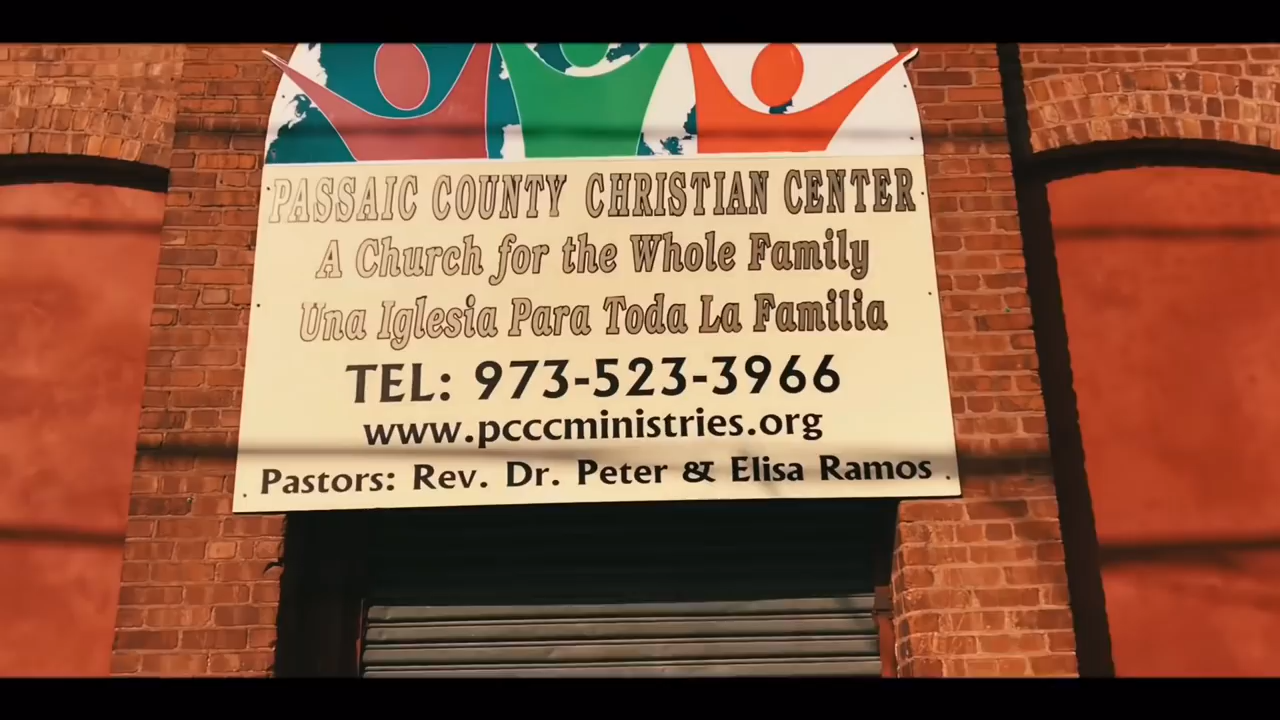 PASSAIC COUNTY CHRISTIAN CENTER
A Church for the Whole Family
Una Iglesia Para Toda La Familia
TEL: 973-523-3966
www.pcccministries.org
Pastors: Rev. Dr. Peter & Elisa Ramos